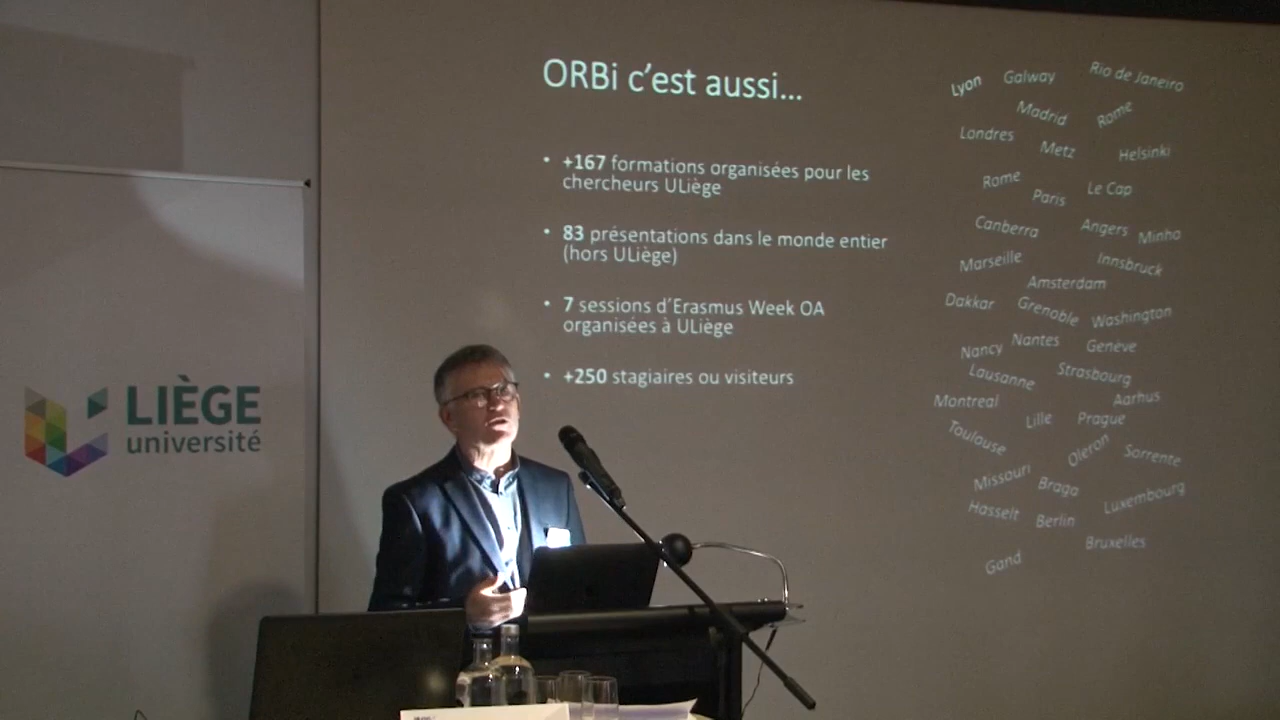 ORBi c'est aussi...
• +167 formations organisées pour les
chercheurs ULiège
• 83 présentations dans le monde entier
(hors ULiège)
• 7 sessions d'Erasmus Week OA
organisées à ULiège
• +250 stagiaires ou visiteurs
Lyon
Galway
Rio de Janeiro
Madrid
Rome
Londres
Metz
Helsinki
Rome
Paris
Le Cap
Canberra
Angers
Minho
Marseille
Innsbruck
Amsterdam
Dakkar
Grenoble
Washington
Nancy
Nantes
Genève
Lausanne
Strasbourg
Montreal
Aarhus
Lille
Prague
Toulouse
Oleron
Sorrente
Missouri
Braga
Luxembourg
Hasselt
Berlin
Bruxelles
Gand
LIÈGE
université